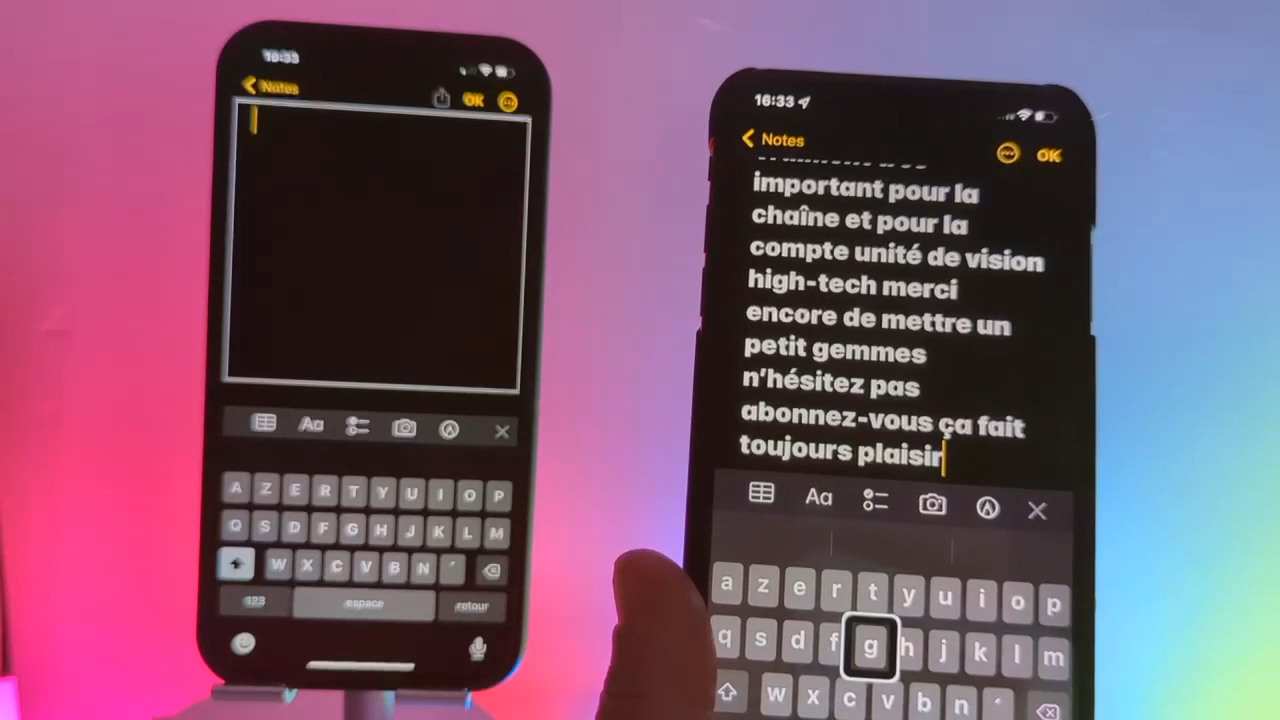 16:33
Notes
OK
Aa
A Z E R T Y U I O P
Q S D F G H J K L M
W X C V B N ´
123 espace retour
16:33
Notes
OK
important pour la
chaîne et pour la
compte unité de vision
high-tech merci
encore de mettre un
petit gemmes
n’hésitez pas
abonnez-vous ça fait
toujours plaisir
Aa
a z e r t y u i o p
q s d f g h j k l m
w x c v b n ´